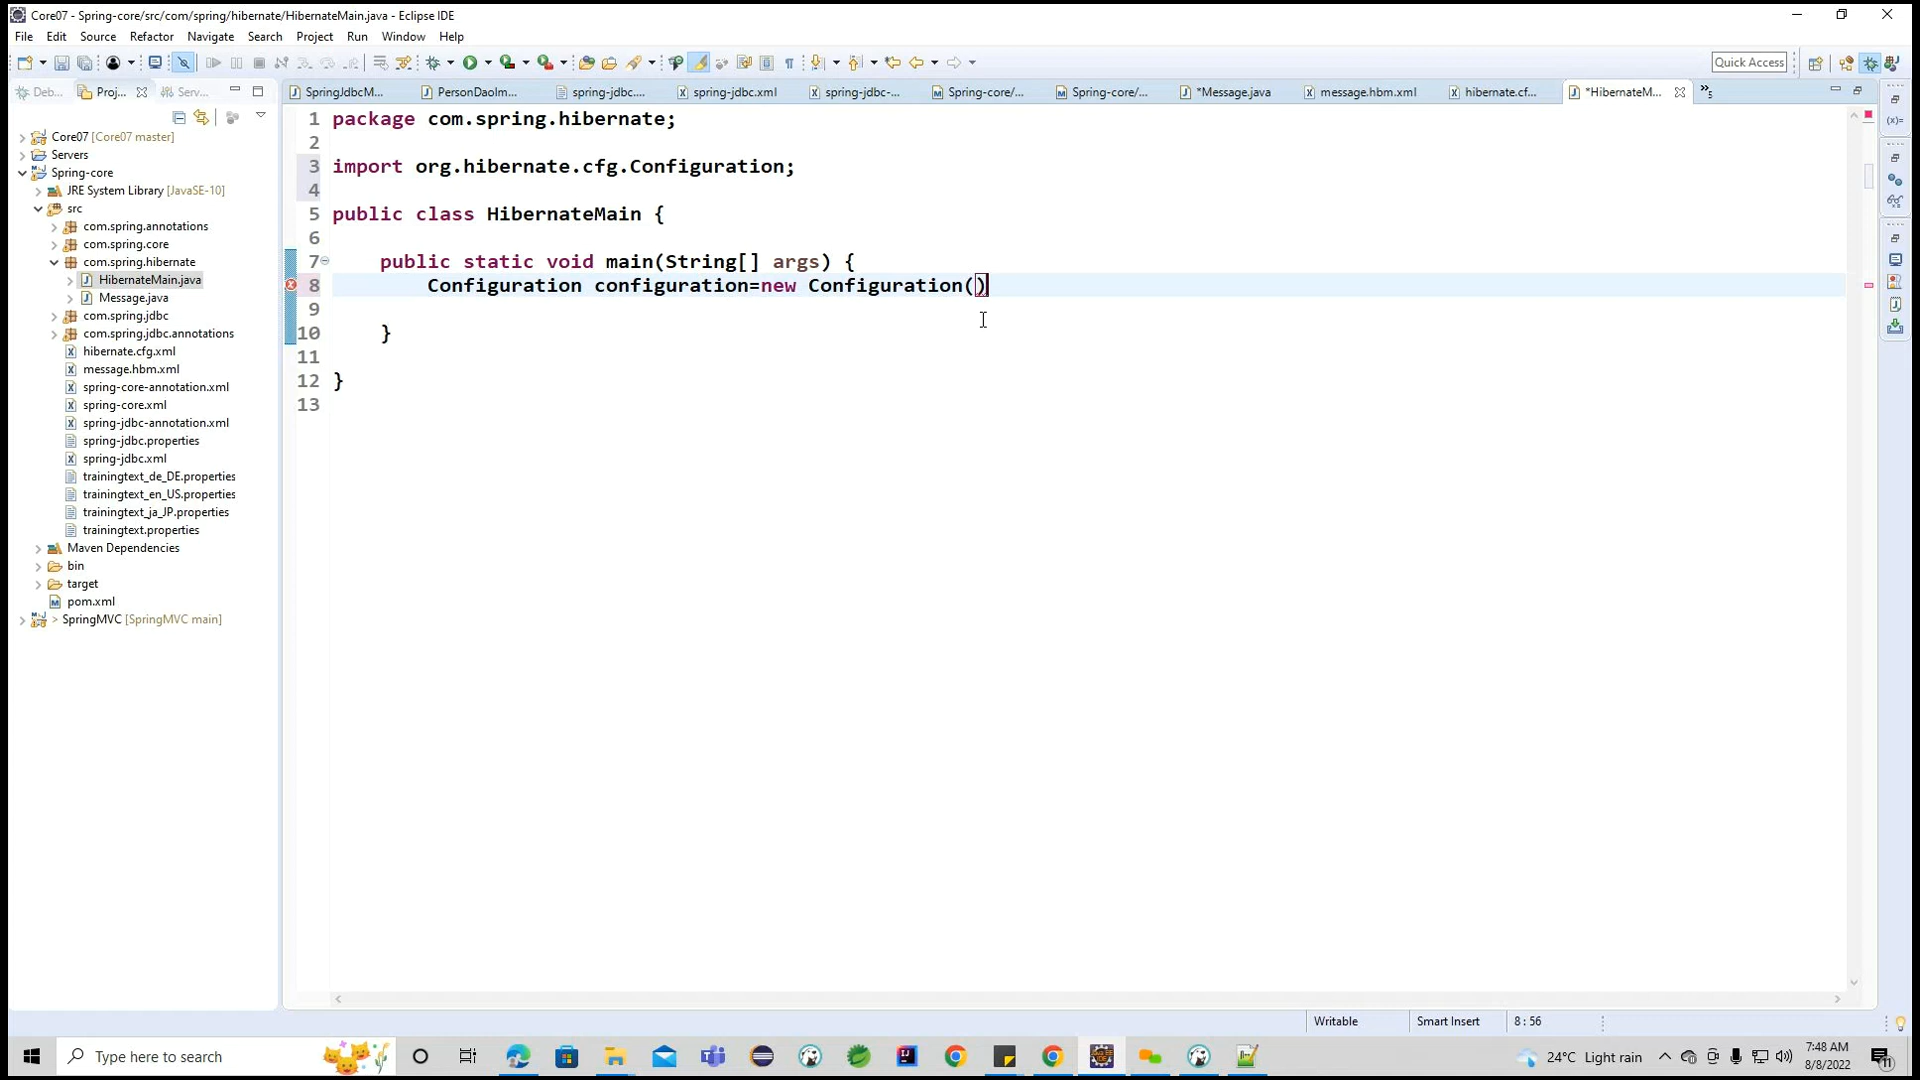 Core07 - Spring-core/src/com/spring/hibernate/HibernateMain.java - Eclipse IDE
File Edit Source Refactor Navigate Search Project Run Window Help
Quick Access
Deb... Proj... Serv...
SpringJdbcM... PersonDaoIm... spring-jdbc.... spring-jdbc.xml spring-jdbc-... Spring-core/... Spring-core/... *Message.java message.hbm.xml hibernate.cf... *HibernateM... »5
Core07 [Core07 master]
Servers
Spring-core
JRE System Library [JavaSE-10]
src
com.spring.annotations
com.spring.core
com.spring.hibernate
HibernateMain.java
Message.java
com.spring.jdbc
com.spring.jdbc.annotations
hibernate.cfg.xml
message.hbm.xml
spring-core-annotation.xml
spring-core.xml
spring-jdbc-annotation.xml
spring-jdbc.properties
spring-jdbc.xml
trainingtext_de_DE.properties
trainingtext_en_US.properties
trainingtext_ja_JP.properties
trainingtext.properties
Maven Dependencies
bin
target
pom.xml
> SpringMVC [SpringMVC main]
1 package com.spring.hibernate;
2
3 import org.hibernate.cfg.Configuration;
4
5 public class HibernateMain {
6
7 public static void main(String[] args) {
8 Configuration configuration=new Configuration()
9
10 }
11
12 }
13
Writable Smart Insert 8 : 56
Type here to search
24°C Light rain
7:48 AM
8/8/2022
11